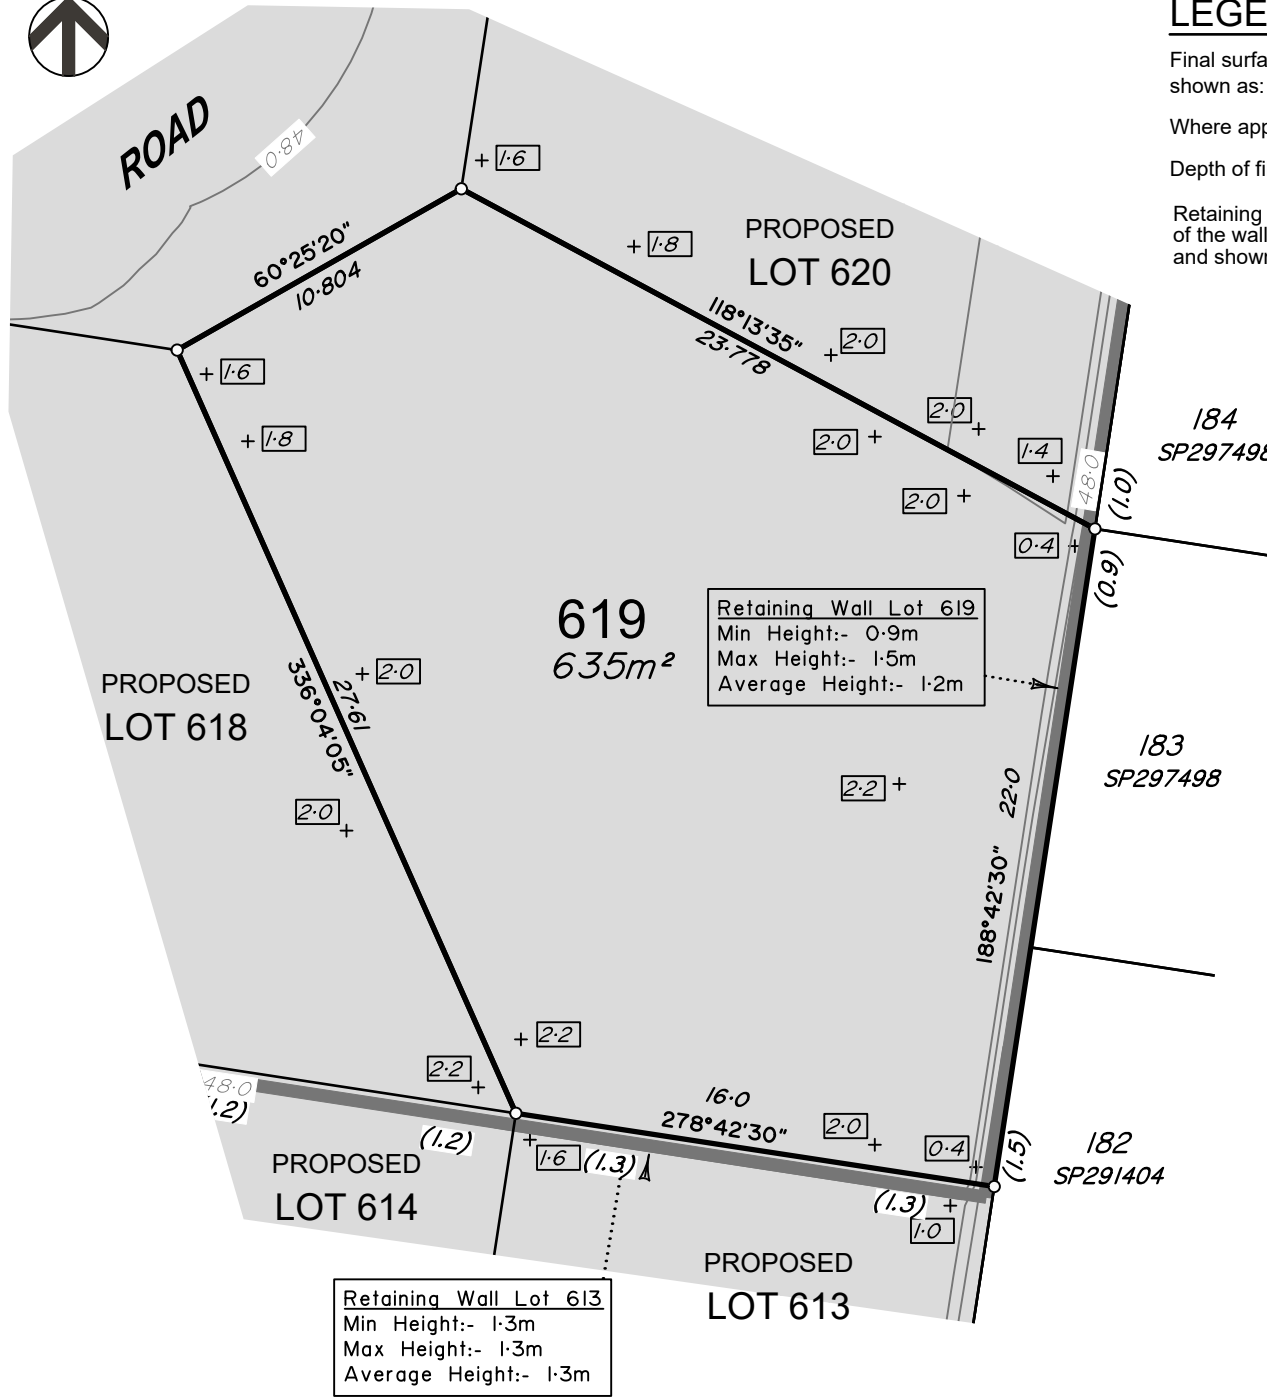 LEGE
Final surfa
shown as:
Where app
Depth of fi
Retaining
of the wall
and shown
ROAD
48·0
1·6
PROPOSED
LOT 620
1·8
60°25'20"
10·804
118°13'35"
23·778
2·0
1·6
1·8
2·0
2·0
1·4
48·0
(1.0)
184
SP297498
2·0
0·4
(0.9)
619
635m²
Retaining Wall Lot 619
Min Height:- 0·9m
Max Height:- 1·5m
Average Height:- 1·2m
PROPOSED
LOT 618
2·0
27·61
336°04'05"
2·0
2·2
22·0
188°42'30"
183
SP297498
2·2
2·2
48·0
1.2)
(1.2)
16·0
278°42'30"
2·0
0·4
(1.5)
182
SP291404
1·6
(1.3)
(1.3)
1·0
PROPOSED
LOT 614
PROPOSED
LOT 613
Retaining Wall Lot 613
Min Height:- 1·3m
Max Height:- 1·3m
Average Height:- 1·3m